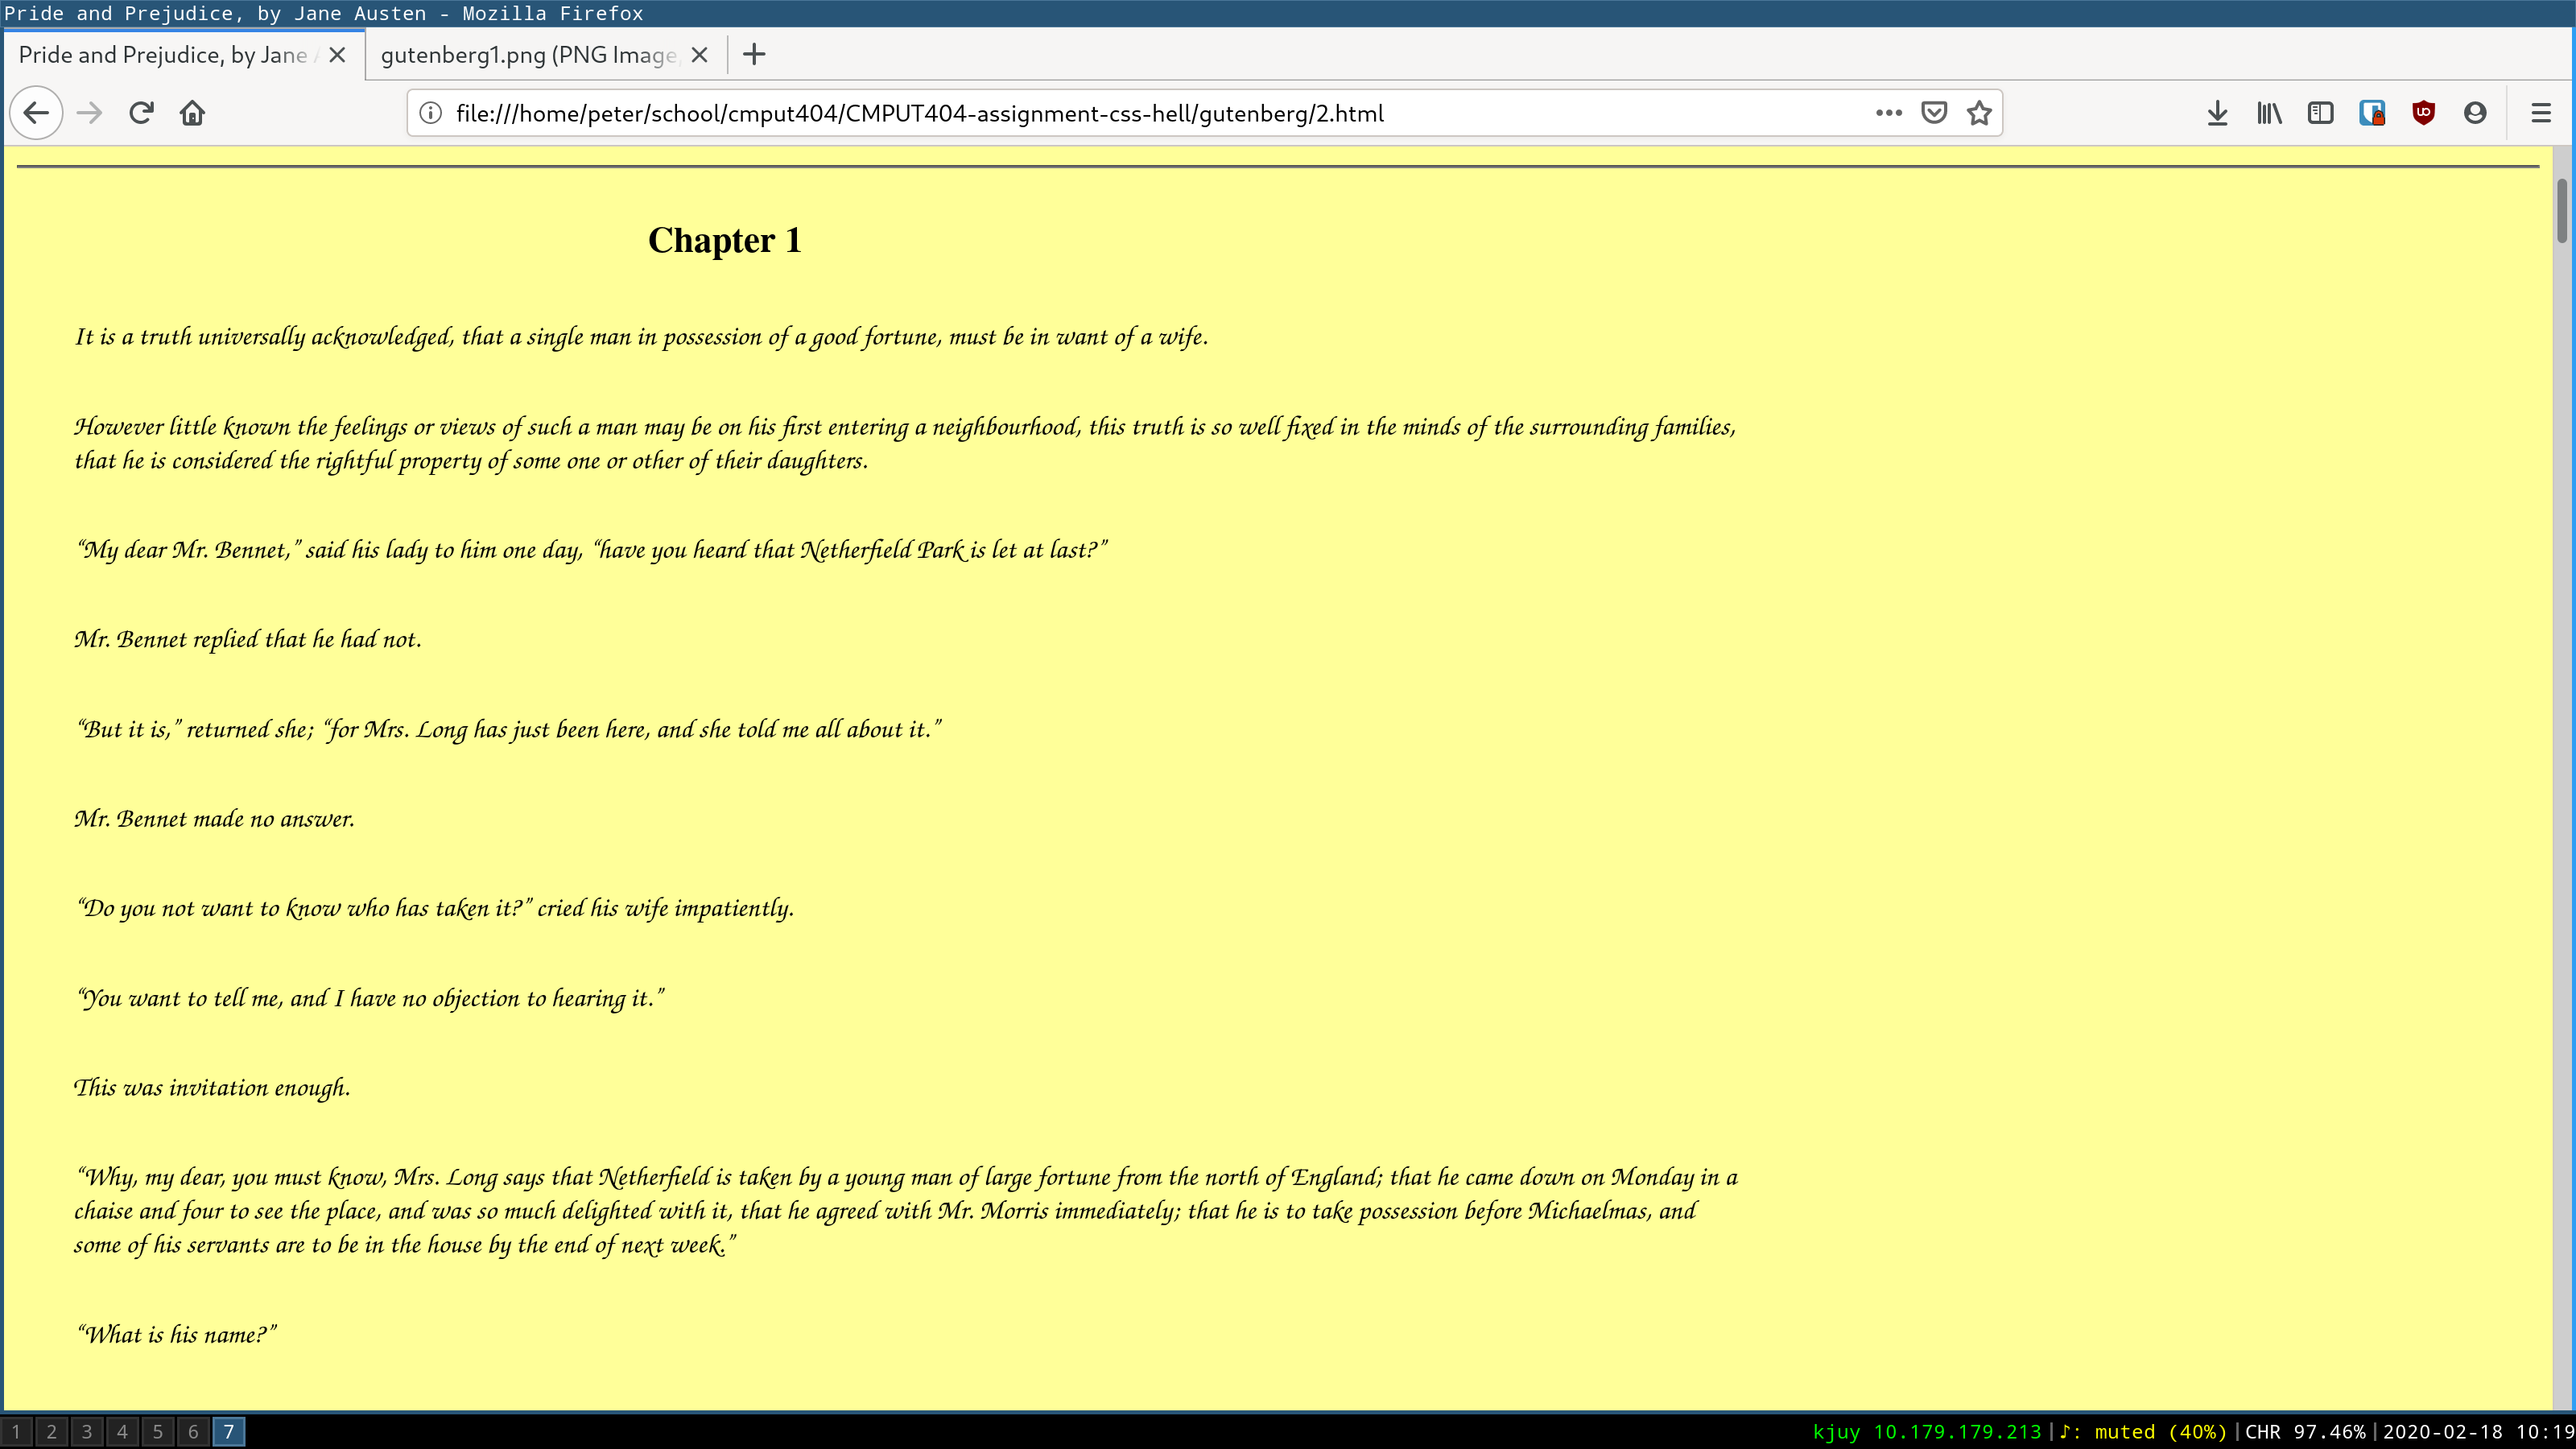 Pride and Prejudice, by Jane Austen - Mozilla Firefox
Pride and Prejudice, by Jane A
gutenberg1.png (PNG Image,
file:///home/peter/school/cmput404/CMPUT404-assignment-css-hell/gutenberg/2.html
Chapter 1
It is a truth universally acknowledged, that a single man in possession of a good fortune, must be in want of a wife.
However little known the feelings or views of such a man may be on his first entering a neighbourhood, this truth is so well fixed in the minds of the surrounding families,
that he is considered the rightful property of some one or other of their daughters.
“My dear Mr. Bennet,” said his lady to him one day, “have you heard that Netherfield Park is let at last?”
Mr. Bennet replied that he had not.
“But it is,” returned she; “for Mrs. Long has just been here, and she told me all about it.”
Mr. Bennet made no answer.
“Do you not want to know who has taken it?” cried his wife impatiently.
“You want to tell me, and I have no objection to hearing it.”
This was invitation enough.
“Why, my dear, you must know, Mrs. Long says that Netherfield is taken by a young man of large fortune from the north of England; that he came down on Monday in a
chaise and four to see the place, and was so much delighted with it, that he agreed with Mr. Morris immediately; that he is to take possession before Michaelmas, and
some of his servants are to be in the house by the end of next week.”
“What is his name?”
1 2 3 4 5 6 7
kjuy 10.179.179.213|♪: muted (40%)|CHR 97.46%|2020-02-18 10:19